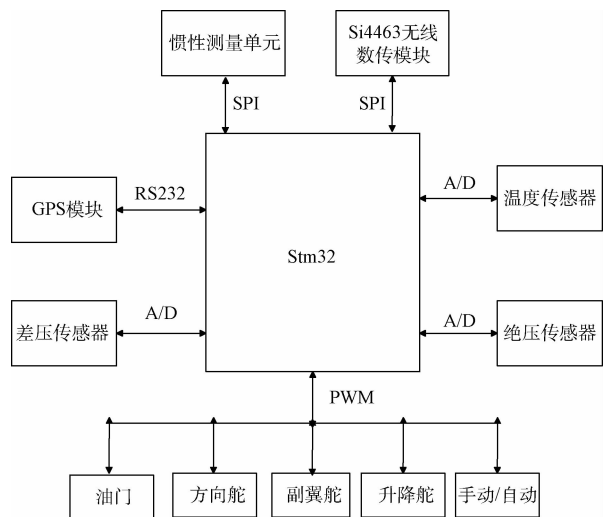 惯性测量单元
Si4463无线
数传模块
SPI
SPI
RS232
A/D
GPS模块
温度传感器
Stm32
A/D
A/D
差压传感器
绝压传感器
PWM
油门
方向舵
副翼舵
升降舵
手动/自动